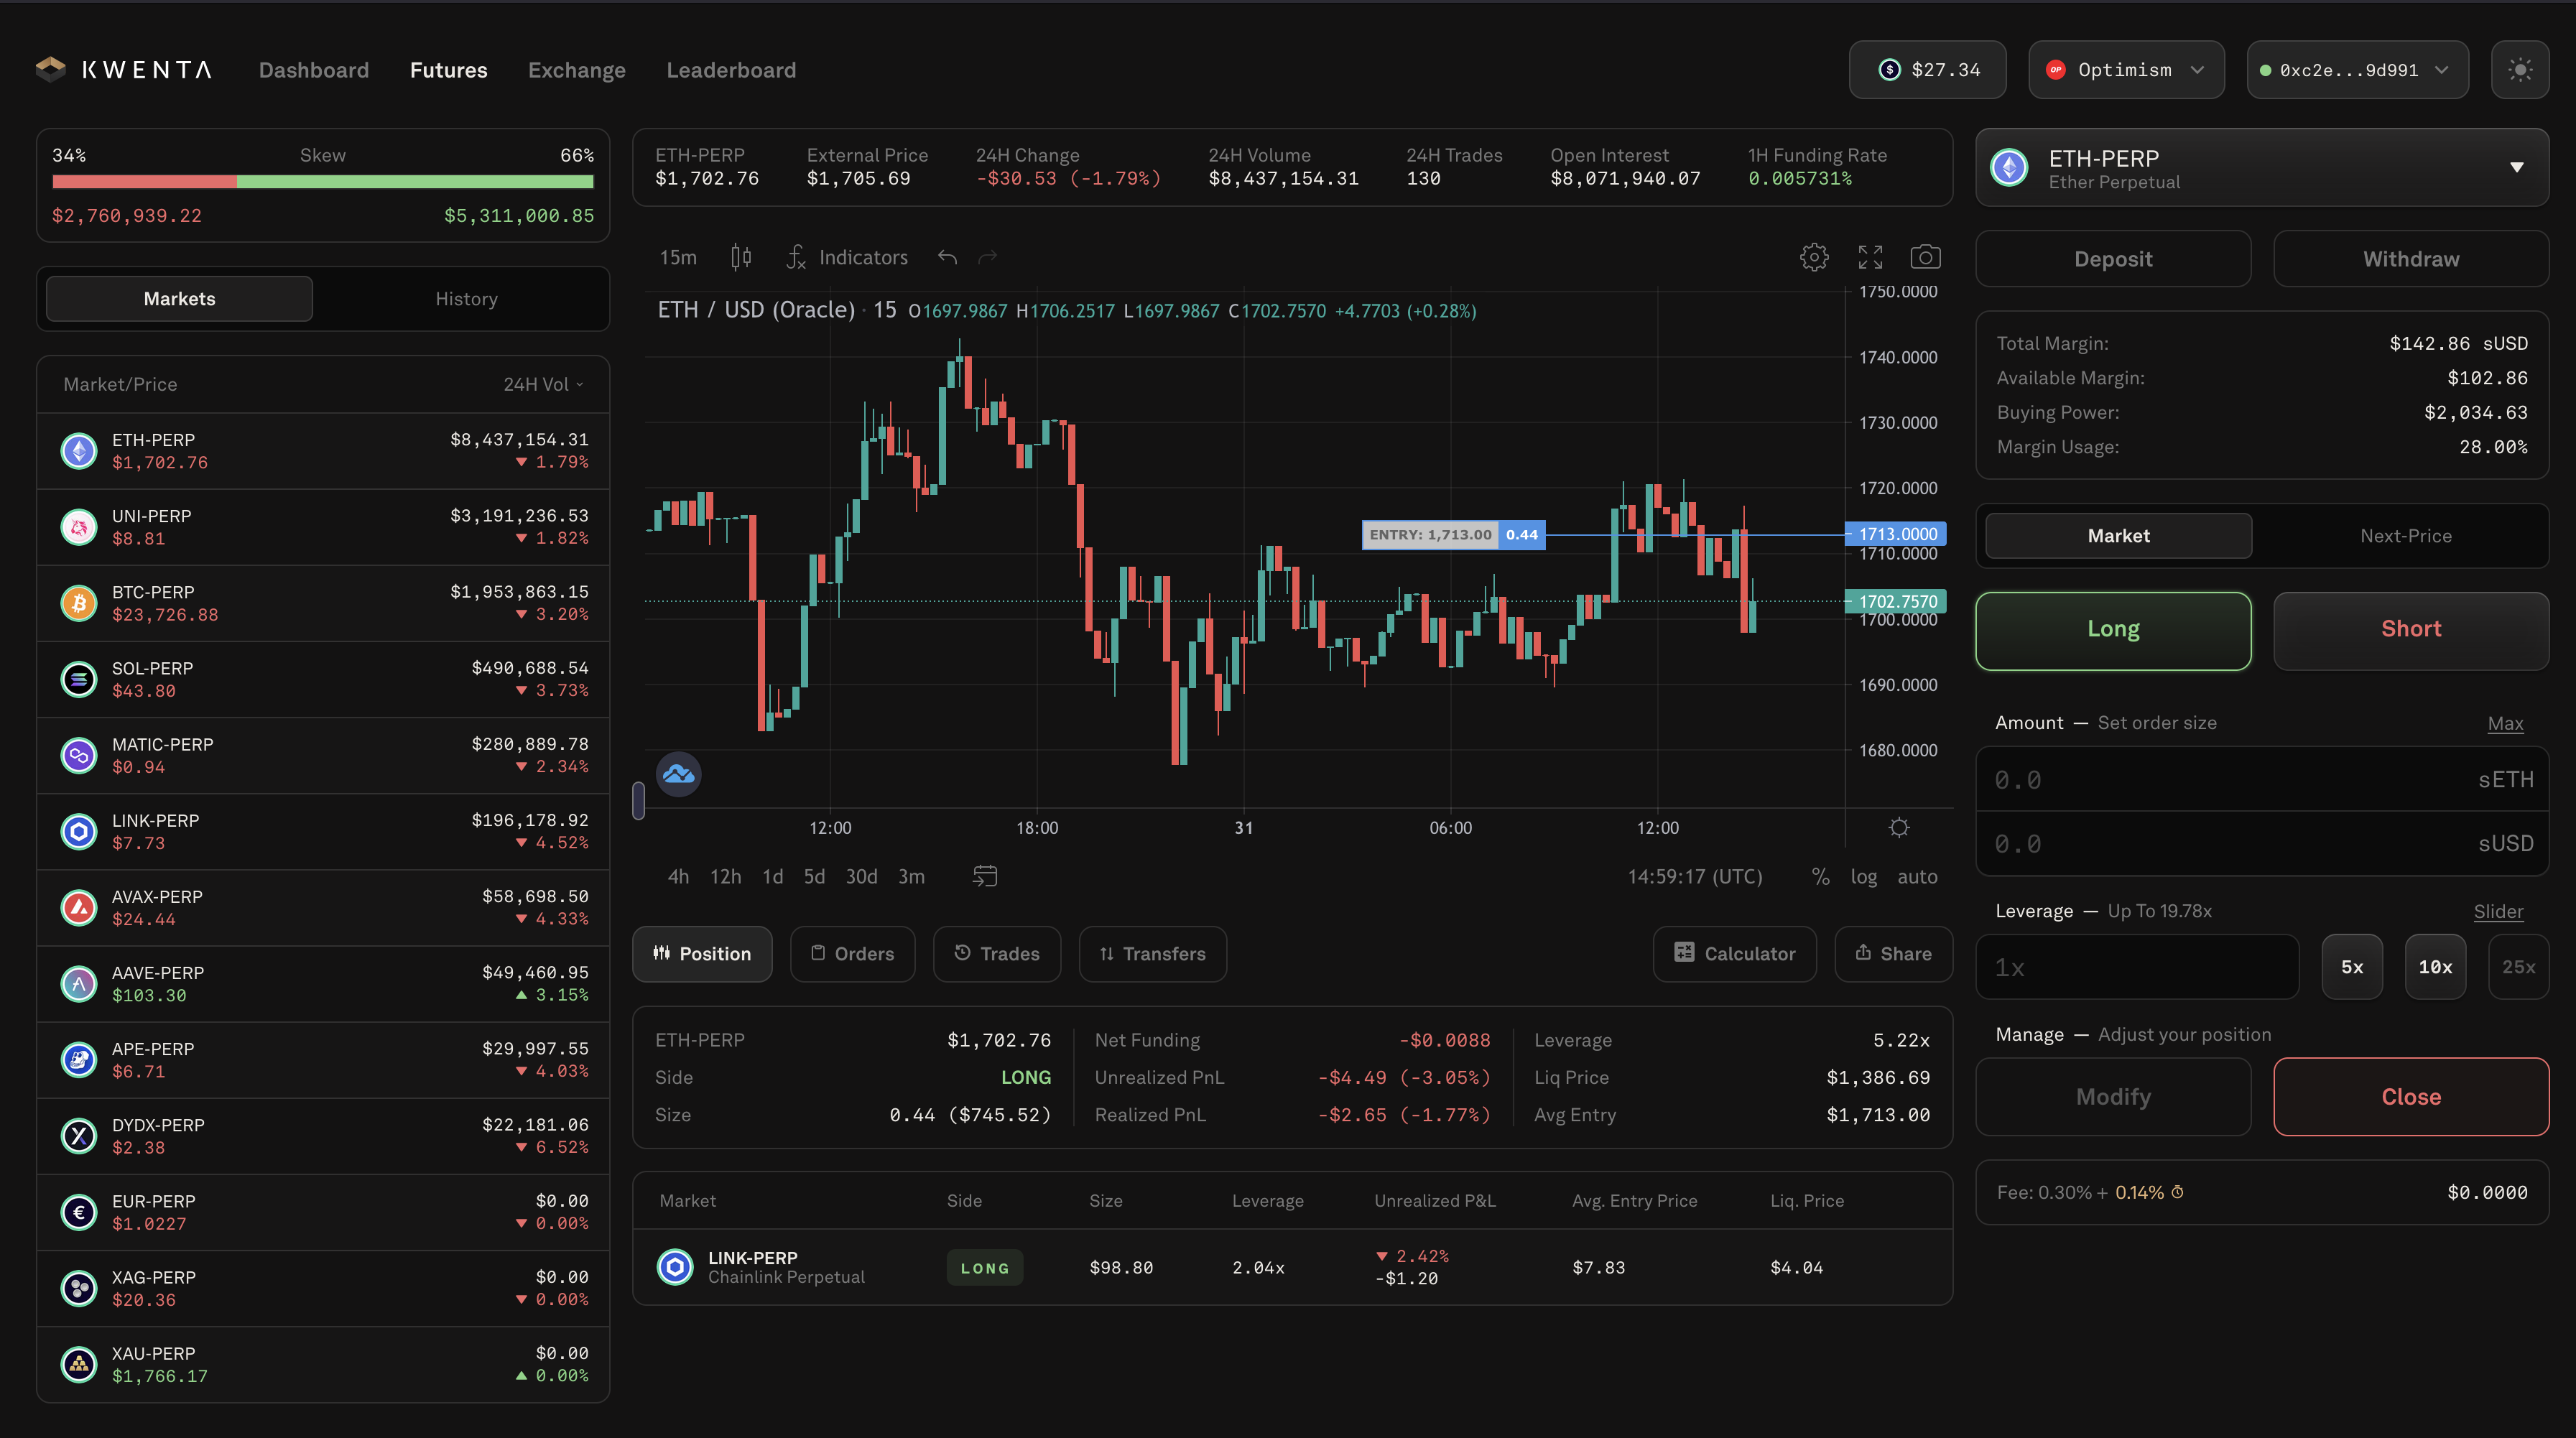 KWENTA Dashboard Futures Exchange Leaderboard
$27.34
OP Optimism
0xc2e...9d991
34% Skew 66%
$2,760,939.22 $5,311,000.85
Markets History
Market/Price 24H Vol
ETH-PERP $8,437,154.31
$1,702.76 ▼ 1.79%
UNI-PERP $3,191,236.53
$8.81 ▼ 1.82%
BTC-PERP $1,953,863.15
$23,726.88 ▼ 3.20%
SOL-PERP $490,688.54
$43.80 ▼ 3.73%
MATIC-PERP $280,889.78
$0.94 ▼ 2.34%
LINK-PERP $196,178.92
$7.73 ▼ 4.52%
AVAX-PERP $58,698.50
$24.44 ▼ 4.33%
AAVE-PERP $49,460.95
$103.30 ▲ 3.15%
APE-PERP $29,997.55
$6.71 ▼ 4.03%
DYDX-PERP $22,181.06
$2.38 ▼ 6.52%
EUR-PERP $0.00
$1.0227 ▼ 0.00%
XAG-PERP $0.00
$20.36 ▼ 0.00%
XAU-PERP $0.00
$1,766.17 ▲ 0.00%
ETH-PERP External Price 24H Change 24H Volume 24H Trades Open Interest 1H Funding Rate
$1,702.76 $1,705.69 -$30.53 (-1.79%) $8,437,154.31 130 $8,071,940.07 0.005731%
15m Indicators
ETH / USD (Oracle) · 15 O1697.9867 H1706.2517 L1697.9867 C1702.7570 +4.7703 (+0.28%)
1750.0000
1740.0000
1730.0000
1720.0000
ENTRY: 1,713.00 0.44 1713.0000
1710.0000
1702.7570
1700.0000
1690.0000
1680.0000
12:00 18:00 31 06:00 12:00
4h 12h 1d 5d 30d 3m 14:59:17 (UTC) % log auto
Position Orders Trades Transfers Calculator Share
ETH-PERP $1,702.76 Net Funding -$0.0088 Leverage 5.22x
Side LONG Unrealized PnL -$4.49 (-3.05%) Liq Price $1,386.69
Size 0.44 ($745.52) Realized PnL -$2.65 (-1.77%) Avg Entry $1,713.00
Market Side Size Leverage Unrealized P&L Avg. Entry Price Liq. Price
LINK-PERP
Chainlink Perpetual
LONG $98.80 2.04x ▼ 2.42%
-$1.20
$7.83 $4.04
ETH-PERP
Ether Perpetual
Deposit Withdraw
Total Margin: $142.86 sUSD
Available Margin: $102.86
Buying Power: $2,034.63
Margin Usage: 28.00%
Market Next-Price
Long Short
Amount — Set order size Max
0.0 sETH
0.0 sUSD
Leverage — Up To 19.78x Slider
1x 5x 10x 25x
Manage — Adjust your position
Modify Close
Fee: 0.30% + 0.14% $0.0000